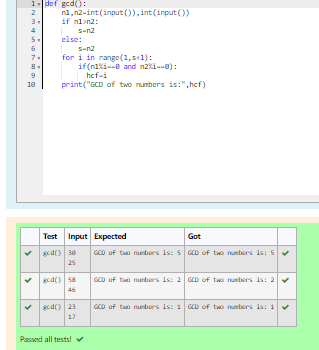 1 def gcd():
2 n1,n2=int(input()),int(input())
3 if n1>n2:
4 s=n2
5 else:
6 s=n2
7 for i in range(1,s+1):
8 if(n1%i==0 and n2%i==0):
9 hcf=i
10 print("GCD of two numbers is:",hcf)
Test Input Expected Got
gcd() 30 GCD of two numbers is: 5 GCD of two numbers is: 5
25
gcd() 58 GCD of two numbers is: 2 GCD of two numbers is: 2
46
gcd() 23 GCD of two numbers is: 1 GCD of two numbers is: 1
17
Passed all tests!